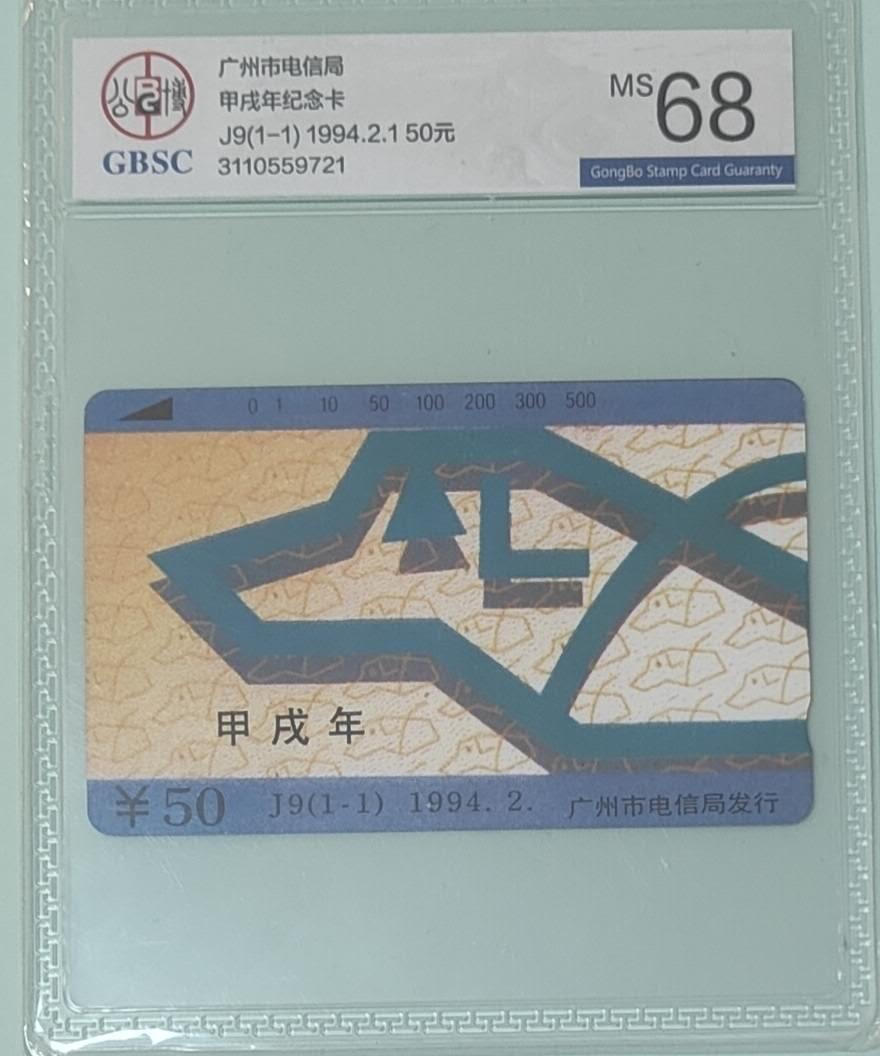 公博
GBSC
广州市电信局
甲戌年纪念卡
J9(1-1) 1994.2.1 50元
3110559721
MS 68
GongBo Stamp Card Guaranty
0 1 10 50 100 200 300 500
甲戌年
¥50 J9(1-1) 1994.2. 广州市电信局发行